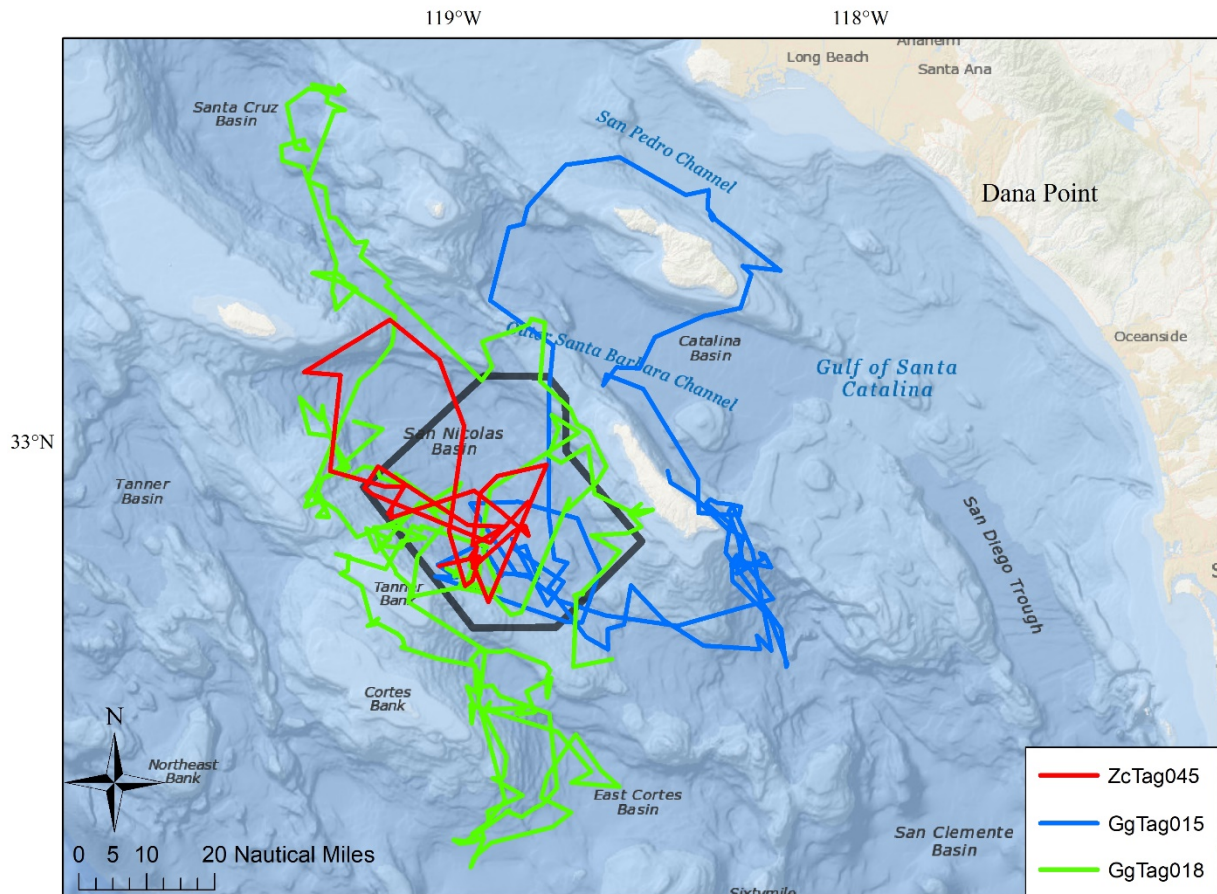 119°W
118°W
Anaheim
Long Beach
Santa Ana
Santa Cruz
Basin
San Pedro Channel
Dana Point
Oceanside
Outer Santa Barbara Channel
Catalina
Basin
Gulf of Santa
Catalina
33°N
San Nicolas
Basin
Tanner
Basin
San Diego Trough
Tanner
Bank
Cortes
Bank
N
Northeast
Bank
East Cortes
Basin
San Clemente
Basin
Sixtymile
0 5 10 20 Nautical Miles
ZcTag045
GgTag015
GgTag018